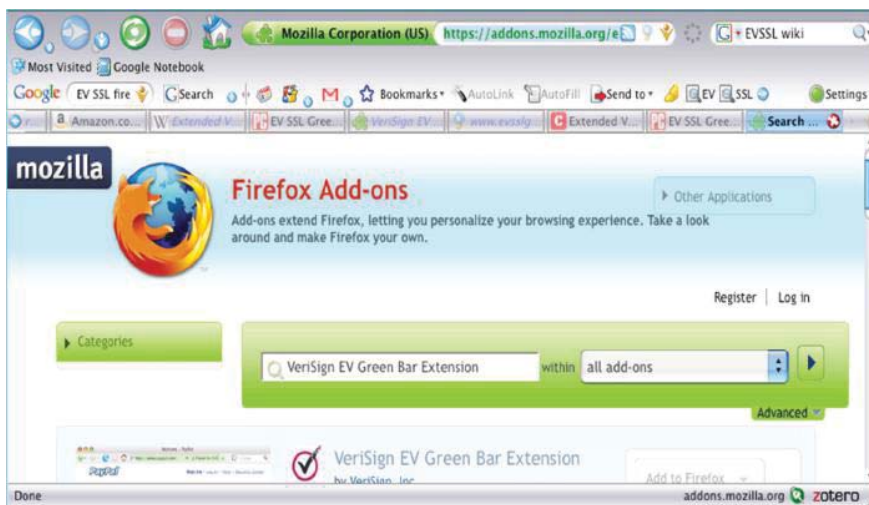 Mozilla Corporation (US) https://addons.mozilla.org/e EVSSL wiki
Most Visited Google Notebook
Google EV SSL fire Search Bookmarks AutoLink AutoFill Send to EV SSL Settings
Amazon.co... Extended V... EV SSL Gree... VeriSign EV... Extended V... EV SSL Gree... Search ...
mozilla
Firefox Add-ons
Other Applications
Add-ons extend Firefox, letting you personalize your browsing experience. Take a look
around and make Firefox your own.
Register | Log in
Categories
VeriSign EV Green Bar Extension within all add-ons
Advanced
PayPal
VeriSign EV Green Bar Extension
by VeriSign, Inc
Add to Firefox
Done addons.mozilla.org zotero